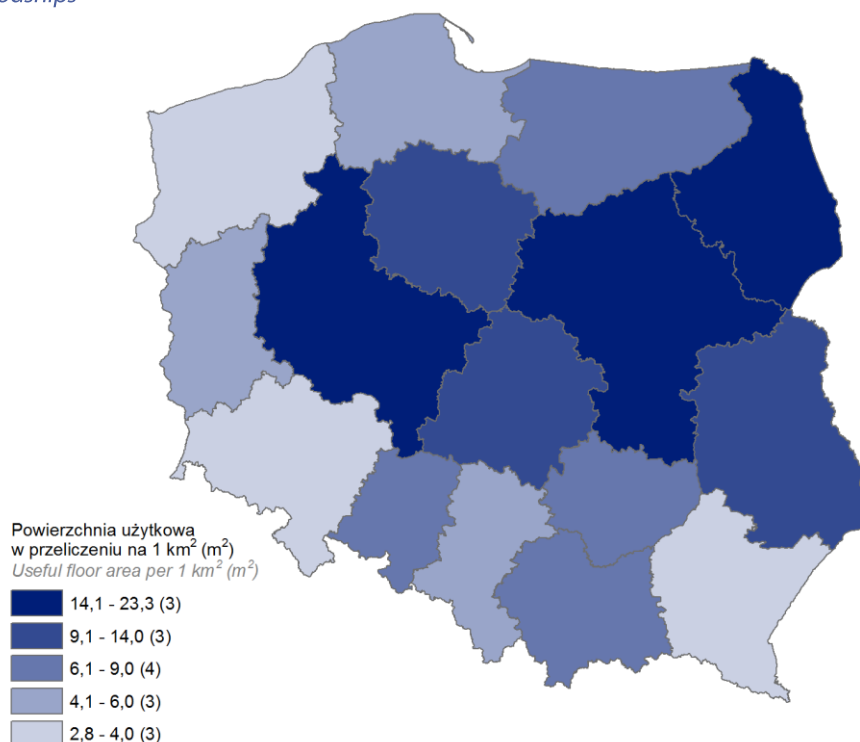 Powierzchnia użytkowa
w przeliczeniu na 1 km² (m²)
Useful floor area per 1 km² (m²)
14,1 - 23,3 (3)
9,1 - 14,0 (3)
6,1 - 9,0 (4)
4,1 - 6,0 (3)
2,8 - 4,0 (3)